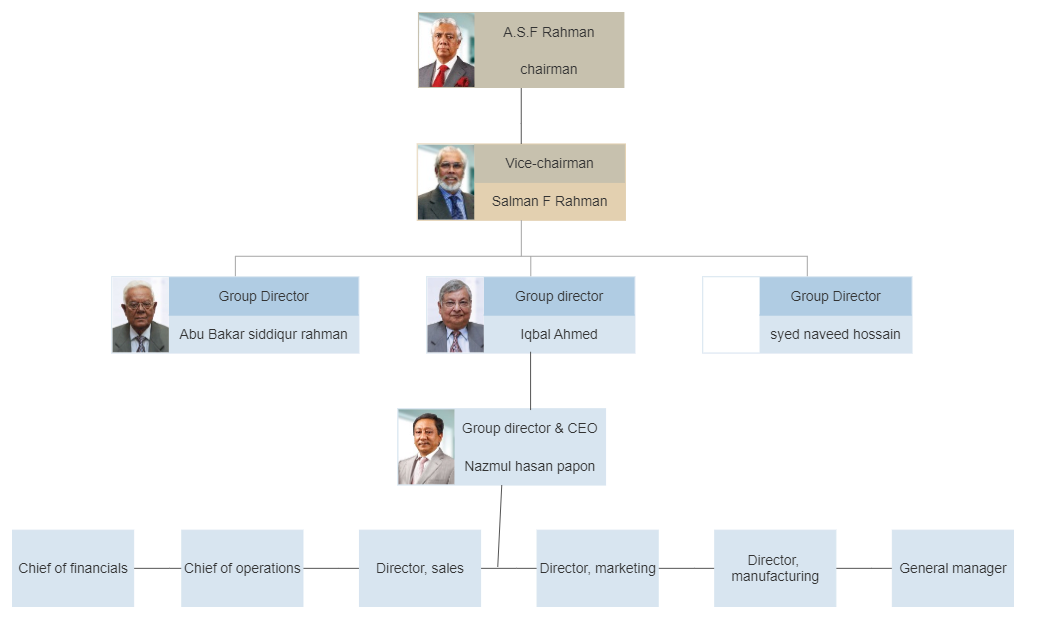 A.S.F Rahman
chairman
Vice-chairman
Salman F Rahman
Group Director
Abu Bakar siddiqur rahman
Group director
Iqbal Ahmed
Group Director
syed naveed hossain
Group director & CEO
Nazmul hasan papon
Chief of financials
Chief of operations
Director, sales
Director, marketing
Director,
manufacturing
General manager